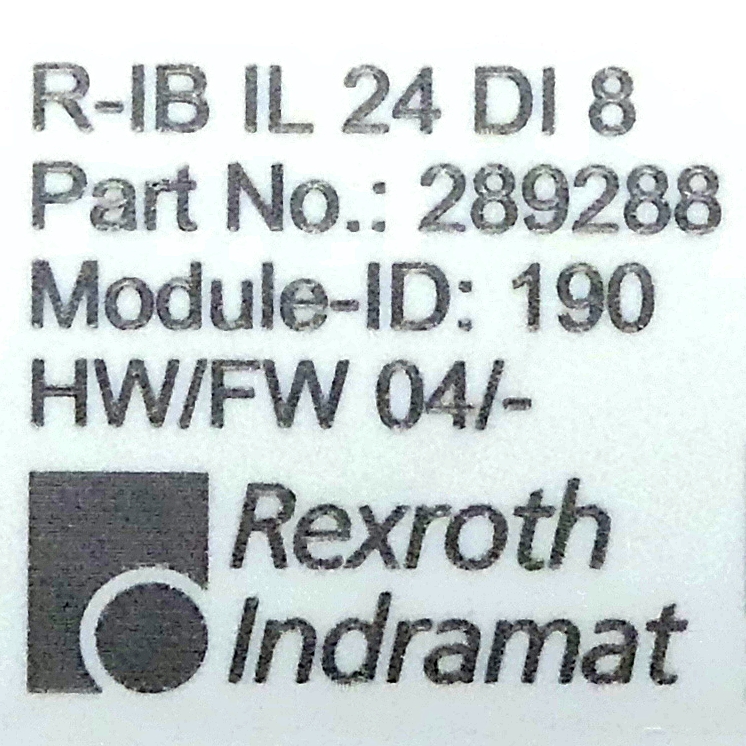 R-IB IL 24 DI 8
Part No.: 289288
Module-ID: 190
HW/FW 04/-
Rexroth
Indramat